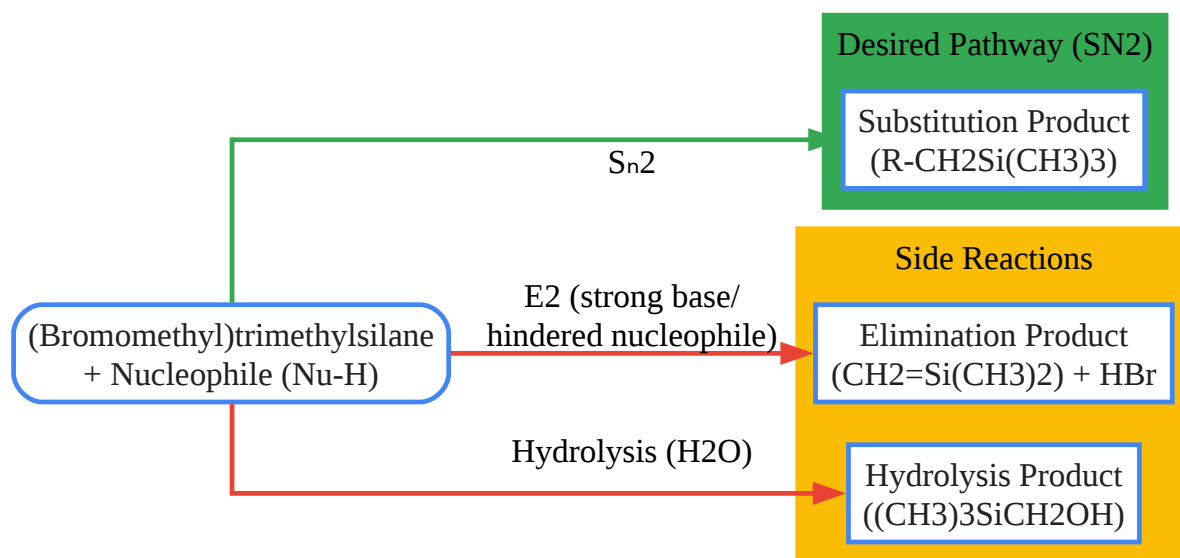 Desired Pathway (SN2)
Substitution Product
(R-CH2Si(CH3)3)
Sₙ2
Side Reactions
E2 (strong base/
hindered nucleophile)
(Bromomethyl)trimethylsilane
+ Nucleophile (Nu-H)
Elimination Product
(CH2=Si(CH3)2) + HBr
Hydrolysis (H2O)
Hydrolysis Product
((CH3)3SiCH2OH)